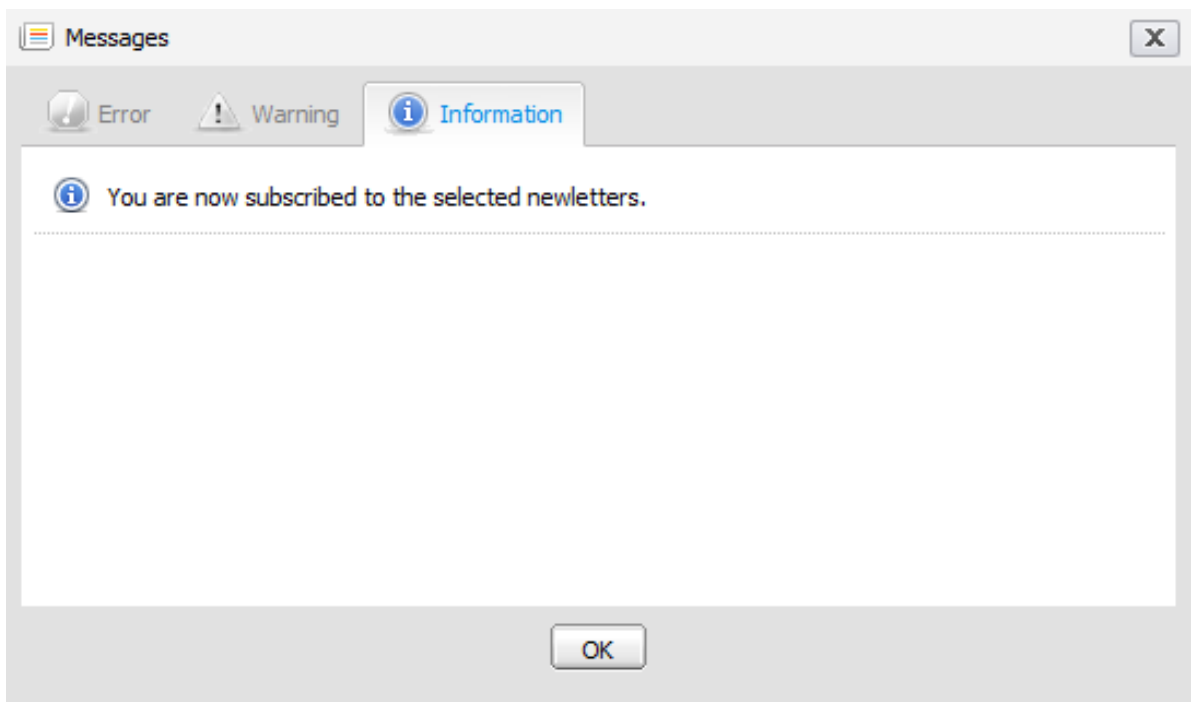 Messages
X
Error Warning Information
You are now subscribed to the selected newletters.
OK